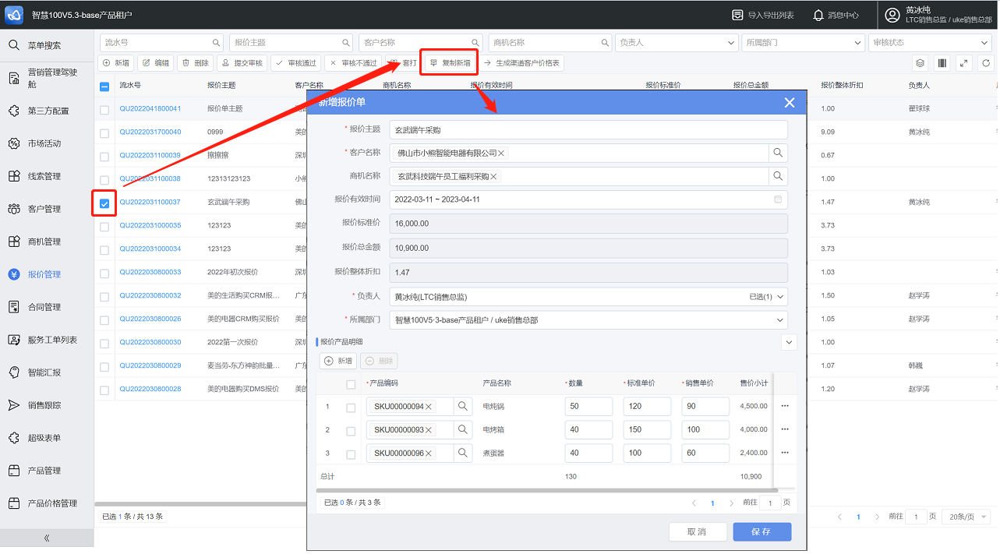 智慧100V5.3-base产品租户
导入导出列表
消息中心
黄冰纯
LTC销售总监 / uke销售总部
菜单搜索
营销管理驾驶舱
第三方配置
市场活动
线索管理
客户管理
商机管理
报价管理
合同管理
服务工单列表
智能汇报
销售跟踪
超级表单
产品管理
产品价格管理
«
流水号 报价主题 客户名称 商机名称 负责人 所属部门 审核状态
新增 编辑 删除 提交审核 审核通过 审核不通过 套打 复制新增 生成渠道客户价格表
流水号 报价主题 客户名称 商机名称 报价有效时间 报价标准价 报价总金额 报价整体折扣 负责人
QU2022041800041 报价单主题 1.00 翟球球
QU2022031700040 0999 美的 9.09 黄冰纯
QU2022031100039 擦擦擦 深圳 0.67
QU2022031100038 12313123123 小熊 1.00
QU2022031100037 玄武端午采购 佛山 1.47 黄冰纯
QU2022031000035 123123 美的 3.73
QU2022031000034 123123 美的 3.73
QU2022030800033 2022年初次报价 深圳 1.03
QU2022030800032 美的生活购买CRM报... 广东 1.50 赵学涛
QU2022030800026 美的电器CRM购买报价 美的 1.05 赵学涛
QU2022030800030 2022第一次报价 深圳 1.00
QU2022030800029 麦当劳-东方神韵批量... 广东 1.07 韩巍
QU2022030800028 美的电器购买DMS报价 美的 1.20 赵学涛
已选 1 条 / 共 13 条
1 前往 1 页 20条/页
新增报价单
* 报价主题 玄武端午采购
* 客户名称 佛山市小熊智能电器有限公司
商机名称 玄武科技端午员工福利采购
报价有效时间 2022-03-11 ~ 2023-04-11
报价标准价 16,000.00
报价总金额 10,900.00
报价整体折扣 1.47
* 负责人 黄冰纯(LTC销售总监) 已选(1)
* 所属部门 智慧100V5·3-base产品租户 / uke销售总部
报价产品明细
新增 删除
* 产品编码 产品名称 * 数量 * 标准单价 * 销售单价 售价小计
1 SKU00000094 电炖锅 50 120 90 4,500.00 ...
2 SKU00000093 电烤箱 40 150 100 4,000.00 ...
3 SKU00000096 煮蛋器 40 100 60 2,400.00 ...
总计 130 10,900
已选 0 条 / 共 3 条 1 前往 1 页
取 消 保 存